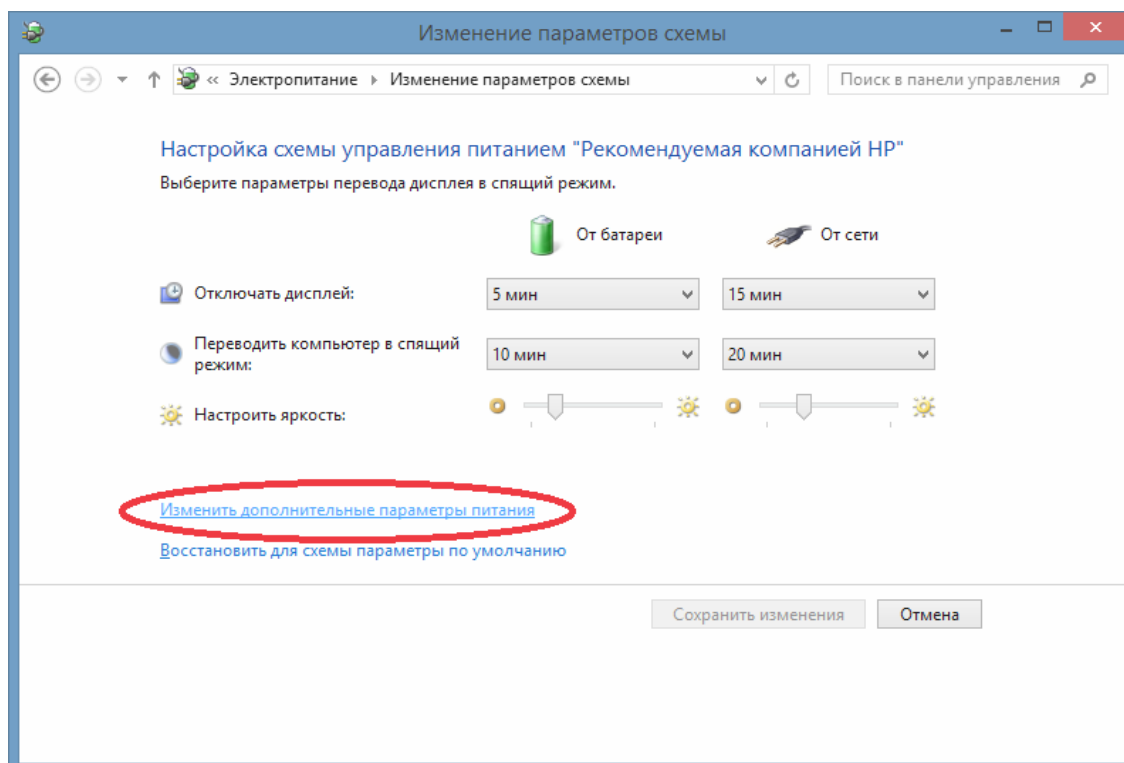 Изменение параметров схемы
« Электропитание Изменение параметров схемы
Поиск в панели управления
Настройка схемы управления питанием "Рекомендуемая компанией HP"
Выберите параметры перевода дисплея в спящий режим.
От батареи
От сети
Отключать дисплей:
5 мин
15 мин
Переводить компьютер в спящий
режим:
10 мин
20 мин
Настроить яркость:
Изменить дополнительные параметры питания
Восстановить для схемы параметры по умолчанию
Сохранить изменения
Отмена